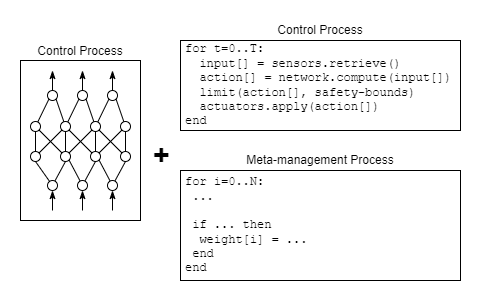 Control Process
Control Process
for t=0..T:
input[] = sensors.retrieve()
action[] = network.compute(input[])
limit(action[], safety-bounds)
actuators.apply(action[])
end
+
Meta-management Process
for i=0..N:
...
if ... then
weight[i] = ...
end
end